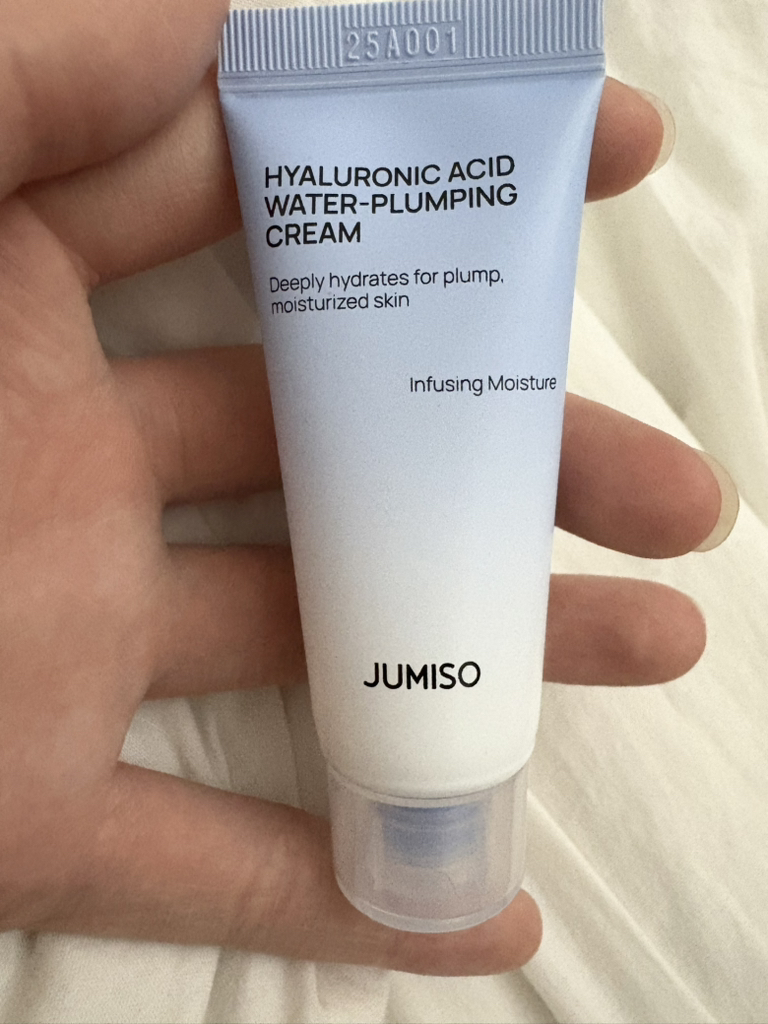 25A001
HYALURONIC ACID
WATER-PLUMPING
CREAM
Deeply hydrates for plump,
moisturized skin
Infusing Moisture
JUMISO